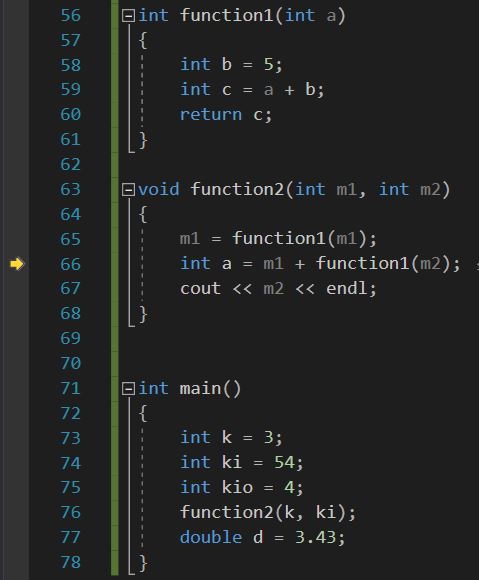 56 int function1(int a)
57 {
58 int b = 5;
59 int c = a + b;
60 return c;
61 }
62
63 void function2(int m1, int m2)
64 {
65 m1 = function1(m1);
66 int a = m1 + function1(m2);
67 cout << m2 << endl;
68 }
69
70
71 int main()
72 {
73 int k = 3;
74 int ki = 54;
75 int kio = 4;
76 function2(k, ki);
77 double d = 3.43;
78 }